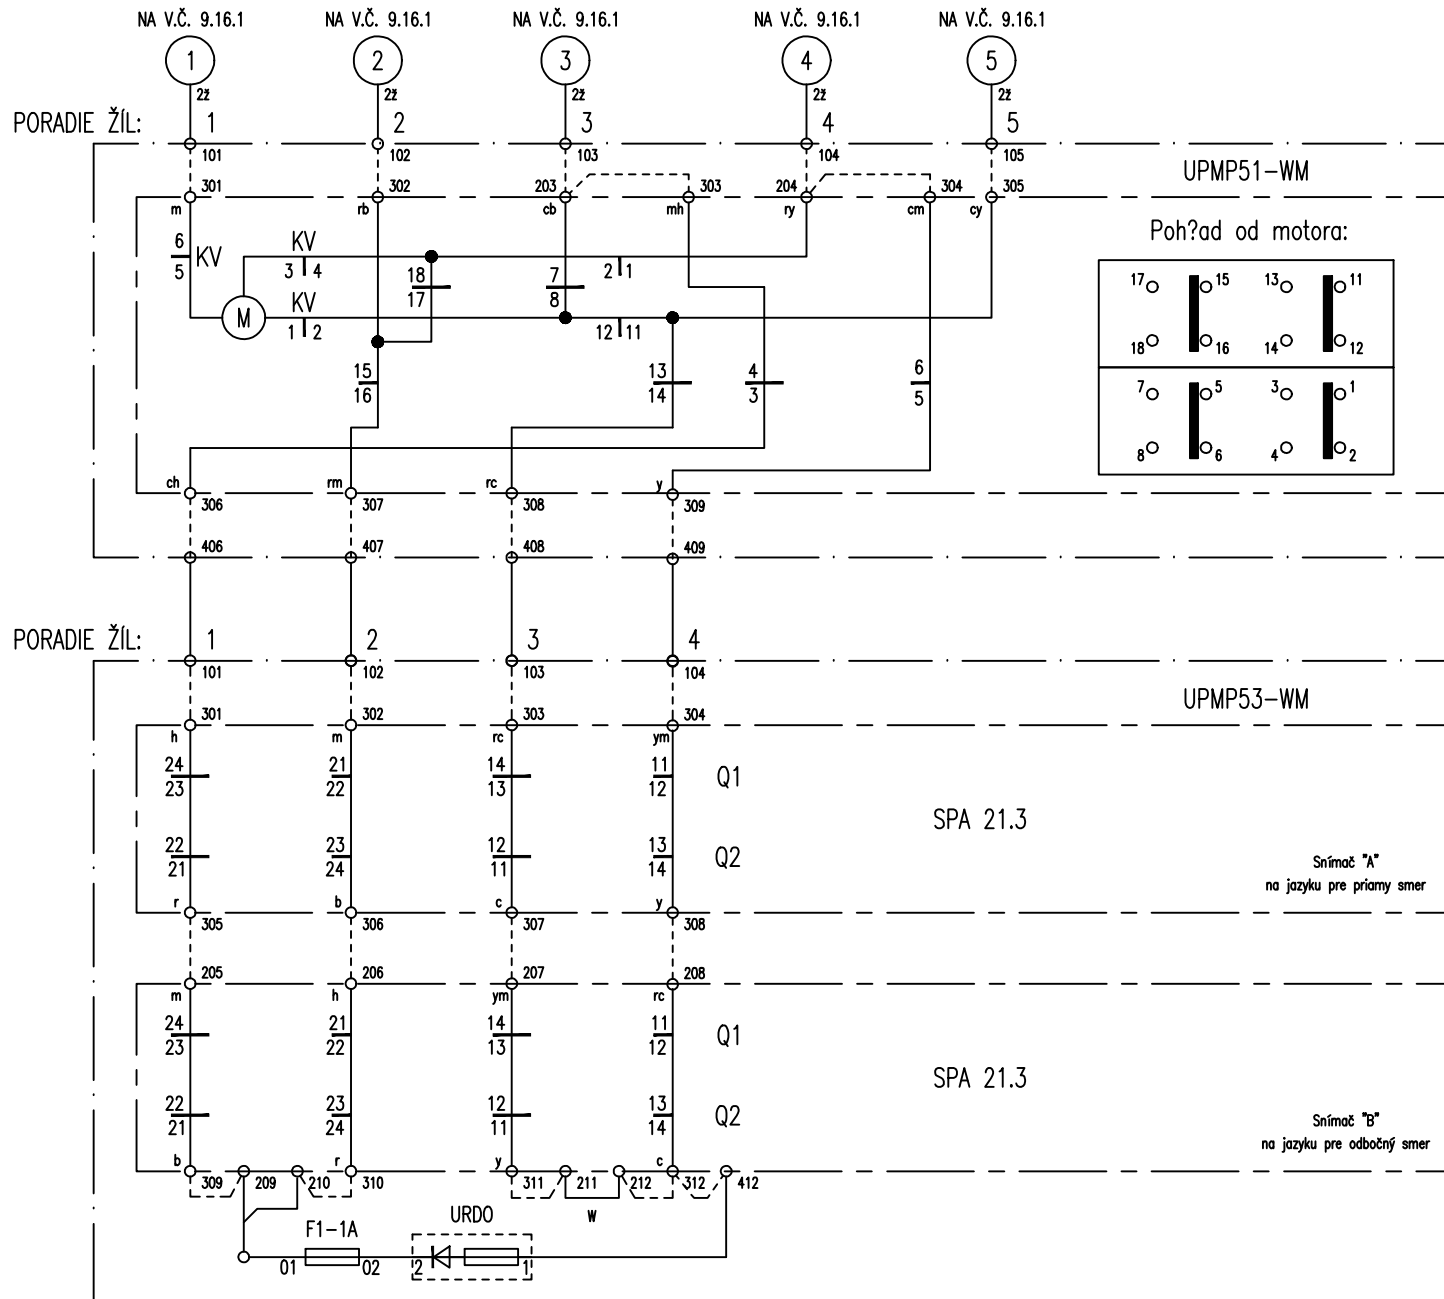 NA V.Č. 9.16.1 NA V.Č. 9.16.1 NA V.Č. 9.16.1 NA V.Č. 9.16.1 NA V.Č. 9.16.1
1 2 3 4 5
2ž 2ž 2ž 2ž 2ž
PORADIE ŽÍL: 1 2 3 4 5
101 102 103 104 105
UPMP51-WM
301 302 203 303 204 304 305
m rb cb mh ry cm cy
Poh?ad od motora:
6 KV KV
5 3 4 18 7 2 1
17 8
M KV
1 2 12 11
17 15 13 11
18 16 14 12
15 13 4 6
16 14 3 5
7 5 3 1
8 6 4 2
ch rm rc y
306 307 308 309
406 407 408 409
PORADIE ŽÍL: 1 2 3 4
101 102 103 104
UPMP53-WM
301 302 303 304
h m rc ym
24 21 14 11 Q1
23 22 13 12
SPA 21.3
22 23 12 13 Q2
21 24 11 14
Snímač "A"
na jazyku pre priamy smer
r b c y
305 306 307 308
205 206 207 208
m h ym rc
24 21 14 11 Q1
23 22 13 12
SPA 21.3
22 23 12 13 Q2
21 24 11 14
Snímač "B"
na jazyku pre odbočný smer
b r y c
309 209 210 310 311 211 212 312 412
W
F1-1A URDO
01 02 2 1